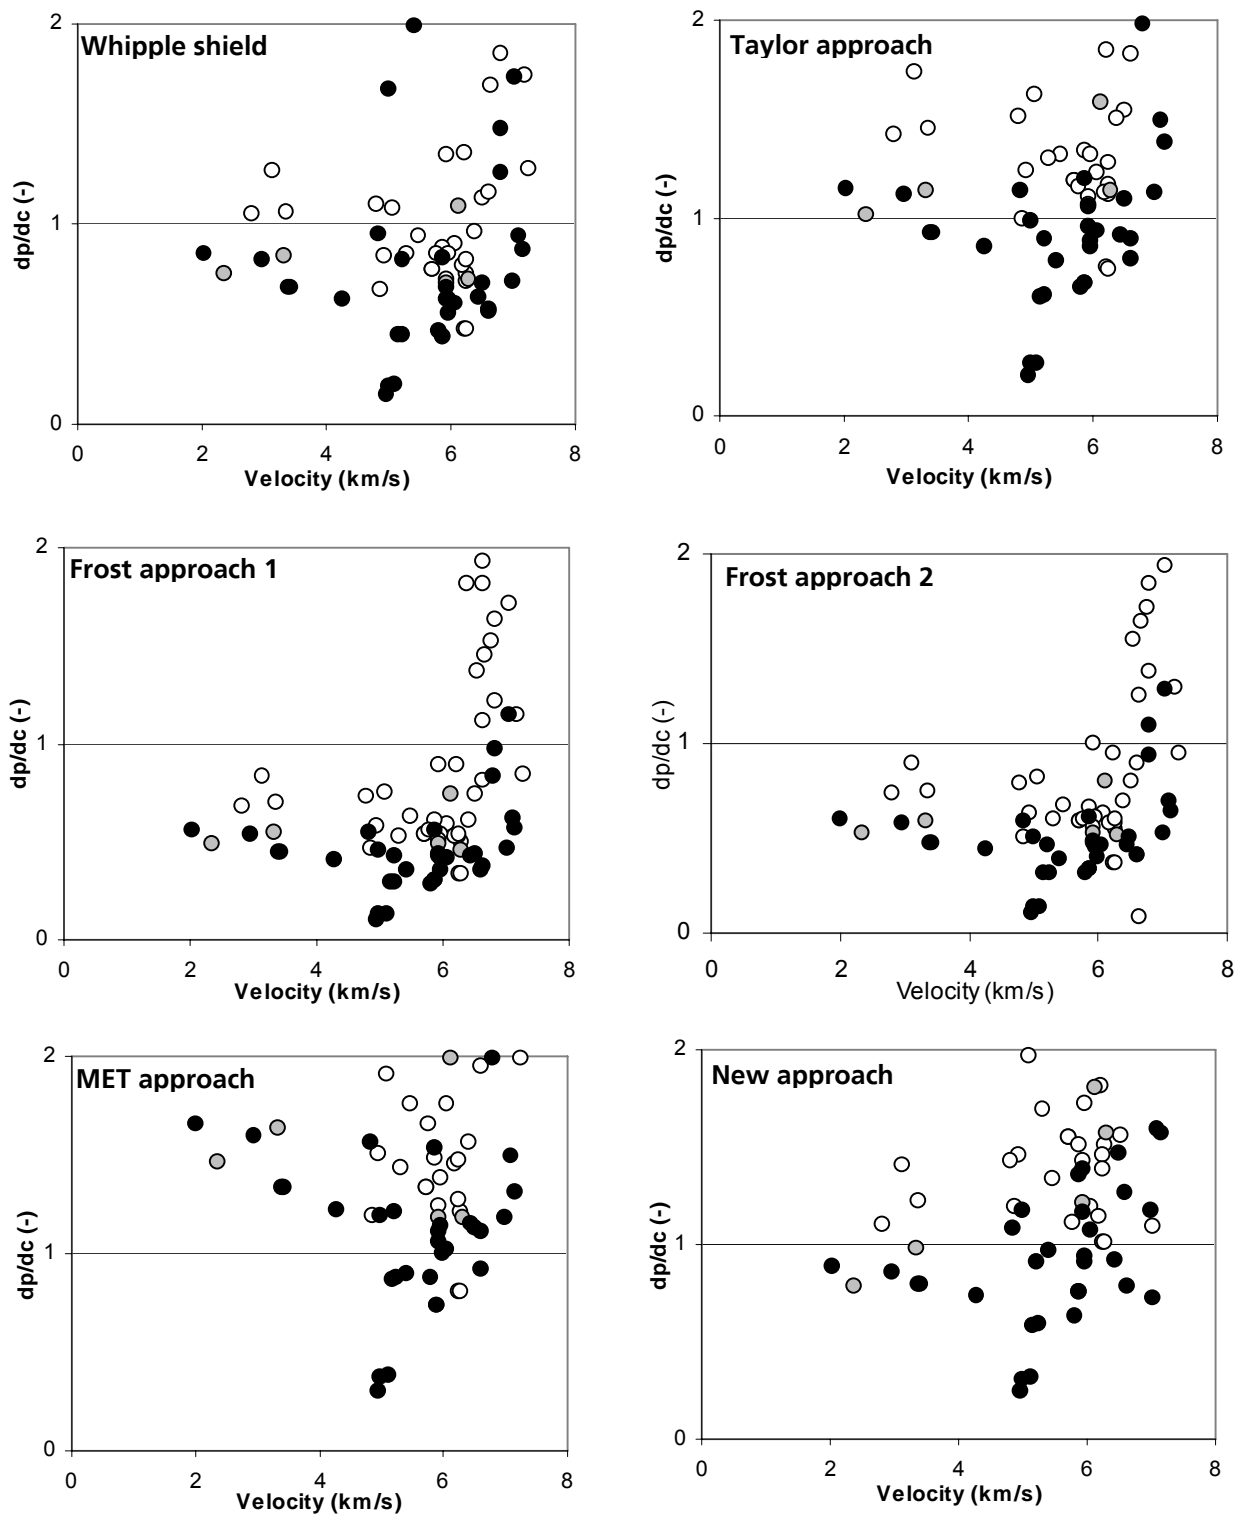 Whipple shield
2
1
0
dp/dc (-)
0 2 4 6 8
Velocity (km/s)
Taylor approach
2
1
0
dp/dc (-)
0 2 4 6 8
Velocity (km/s)
Frost approach 1
2
1
0
dp/dc (-)
0 2 4 6 8
Velocity (km/s)
Frost approach 2
2
1
0
dp/dc (-)
0 2 4 6 8
Velocity (km/s)
MET approach
2
1
0
dp/dc (-)
0 2 4 6 8
Velocity (km/s)
New approach
2
1
0
dp/dc (-)
0 2 4 6 8
Velocity (km/s)